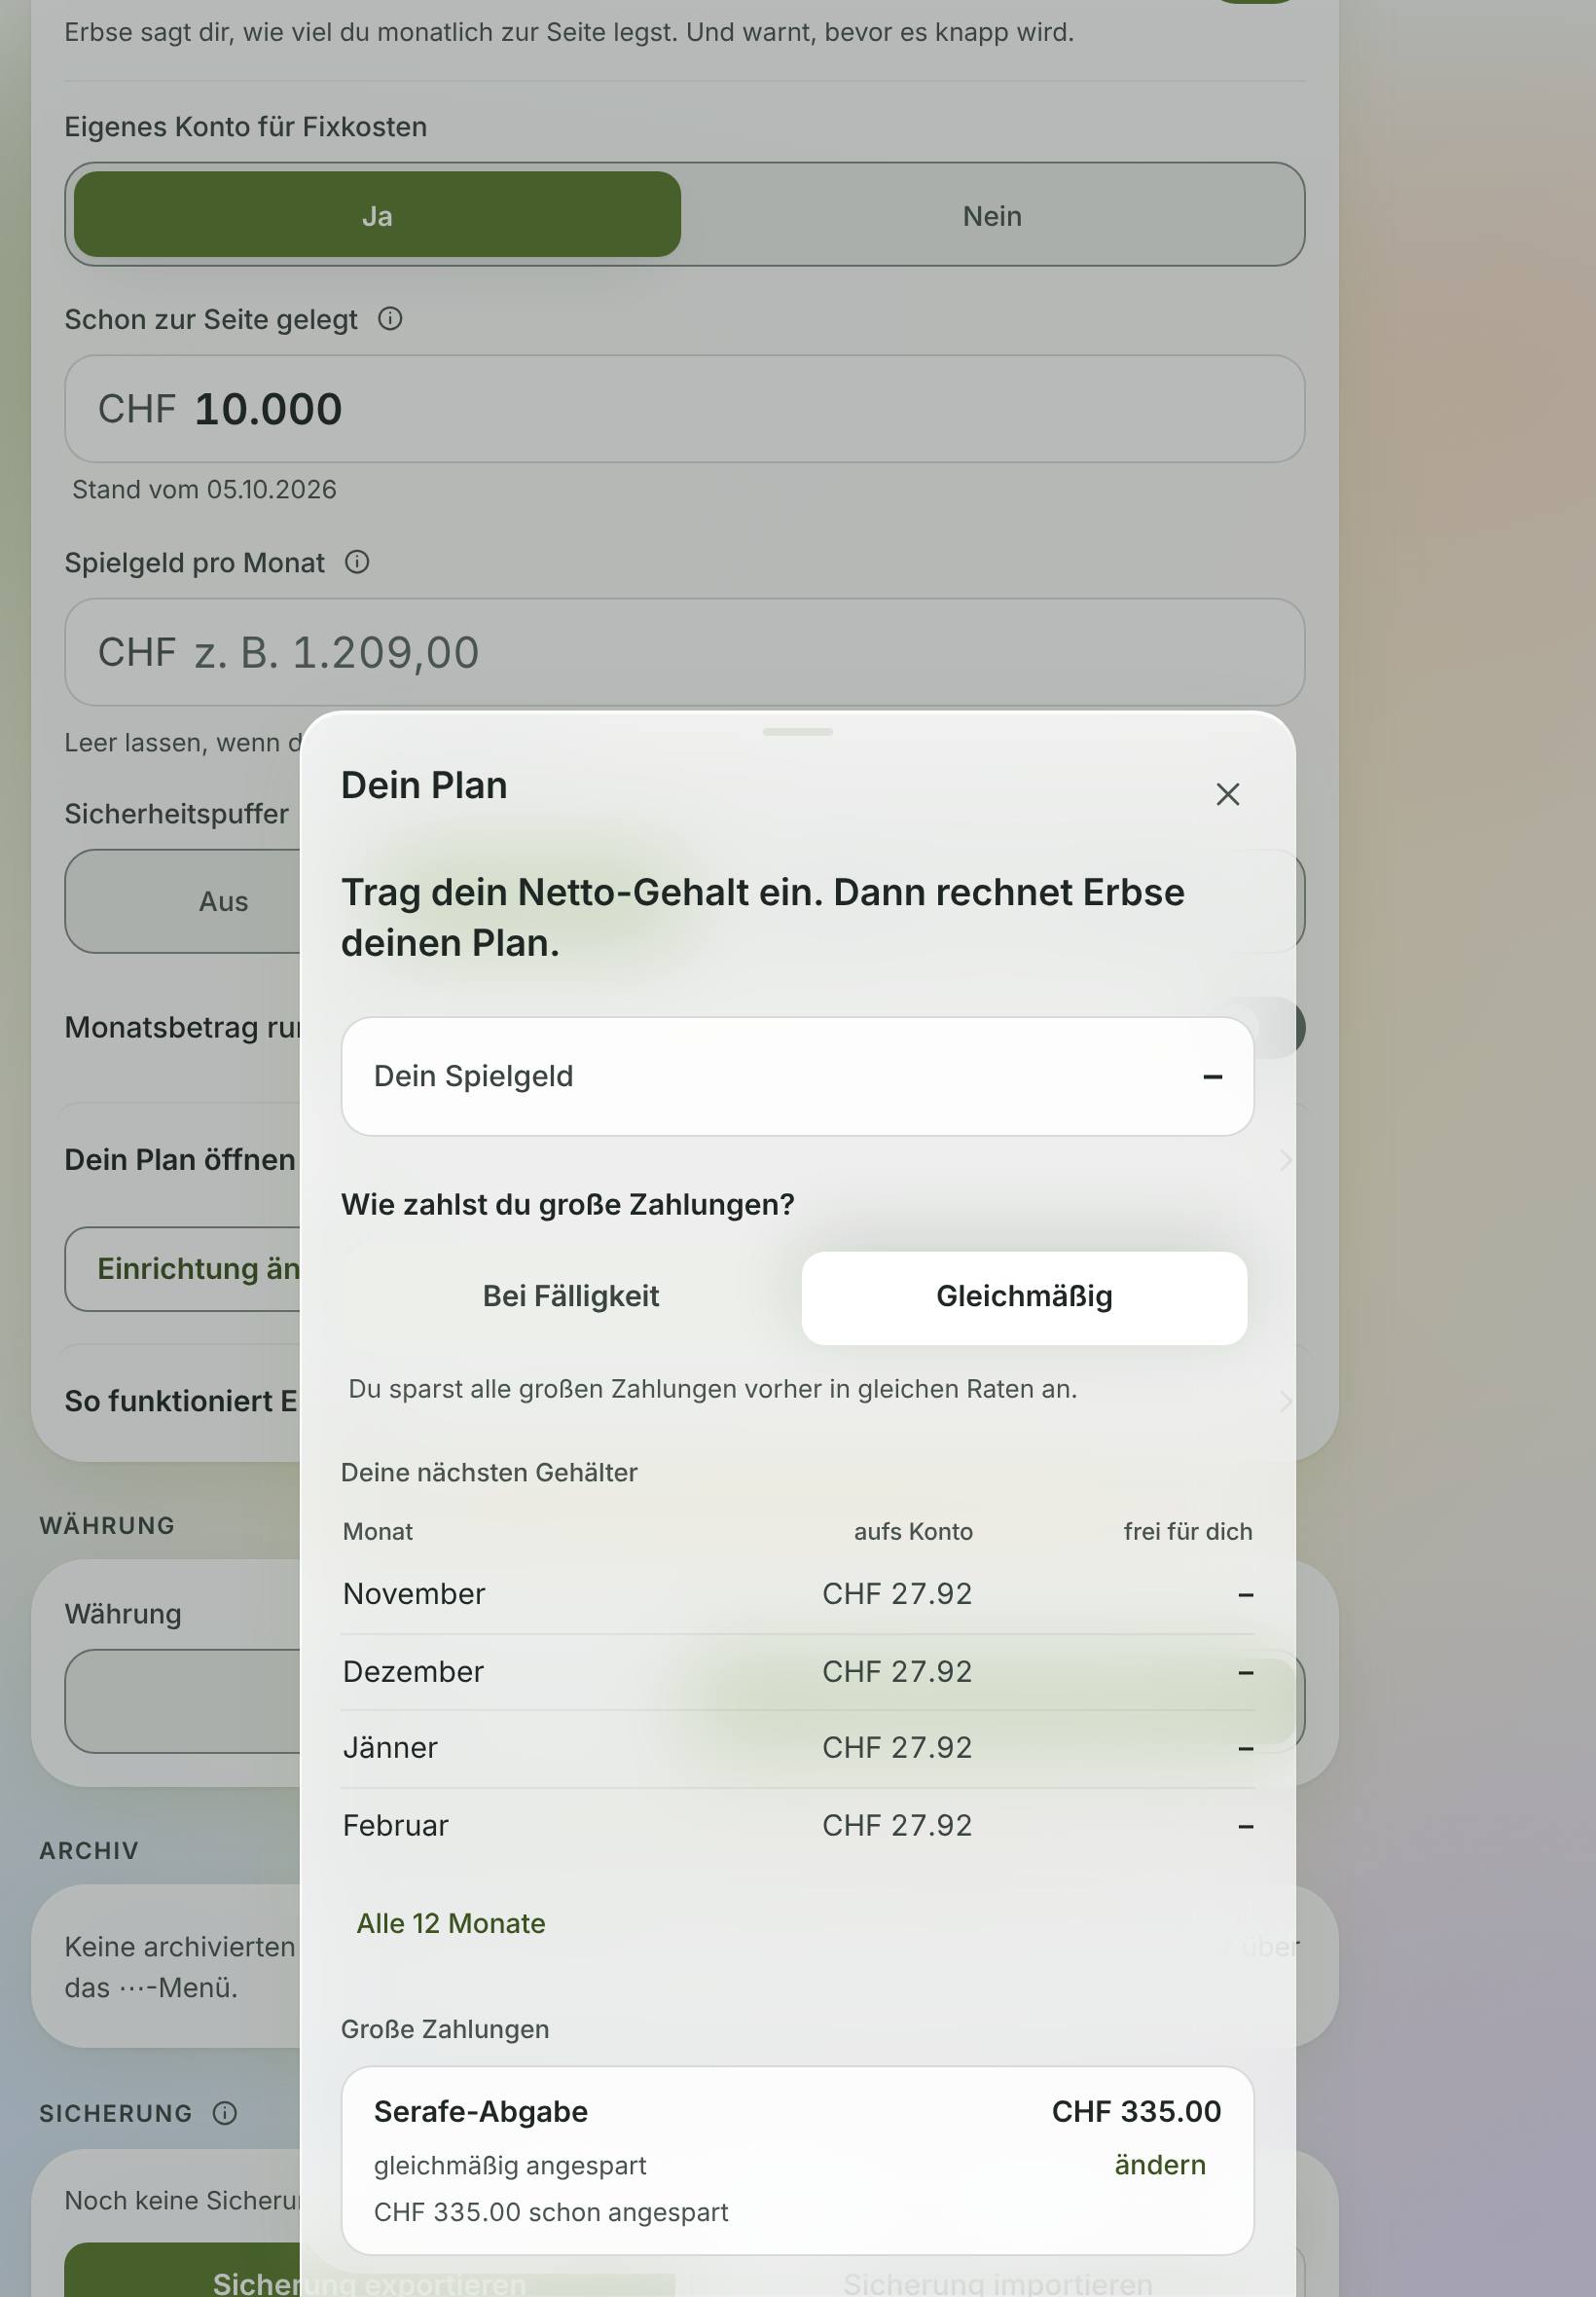 Erbse sagt dir, wie viel du monatlich zur Seite legst. Und warnt, bevor es knapp wird.
Eigenes Konto für Fixkosten
Ja
Nein
Schon zur Seite gelegt
CHF 10.000
Stand vom 05.10.2026
Spielgeld pro Monat
CHF z. B. 1.209,00
Leer lassen, wenn d
Sicherheitspuffer
Aus
Monatsbetrag ru
Dein Plan öffnen
Einrichtung än
So funktioniert E
WÄHRUNG
Währung
ARCHIV
Keine archivierten
über
das ···-Menü.
SICHERUNG
Noch keine Sicheru
Sicherung exportieren
Sicherung importieren
Dein Plan
Trag dein Netto-Gehalt ein. Dann rechnet Erbse
deinen Plan.
Dein Spielgeld –
Wie zahlst du große Zahlungen?
Bei Fälligkeit
Gleichmäßig
Du sparst alle großen Zahlungen vorher in gleichen Raten an.
Deine nächsten Gehälter
Monat aufs Konto frei für dich
November CHF 27.92 –
Dezember CHF 27.92 –
Jänner CHF 27.92 –
Februar CHF 27.92 –
Alle 12 Monate
Große Zahlungen
Serafe-Abgabe CHF 335.00
gleichmäßig angespart ändern
CHF 335.00 schon angespart